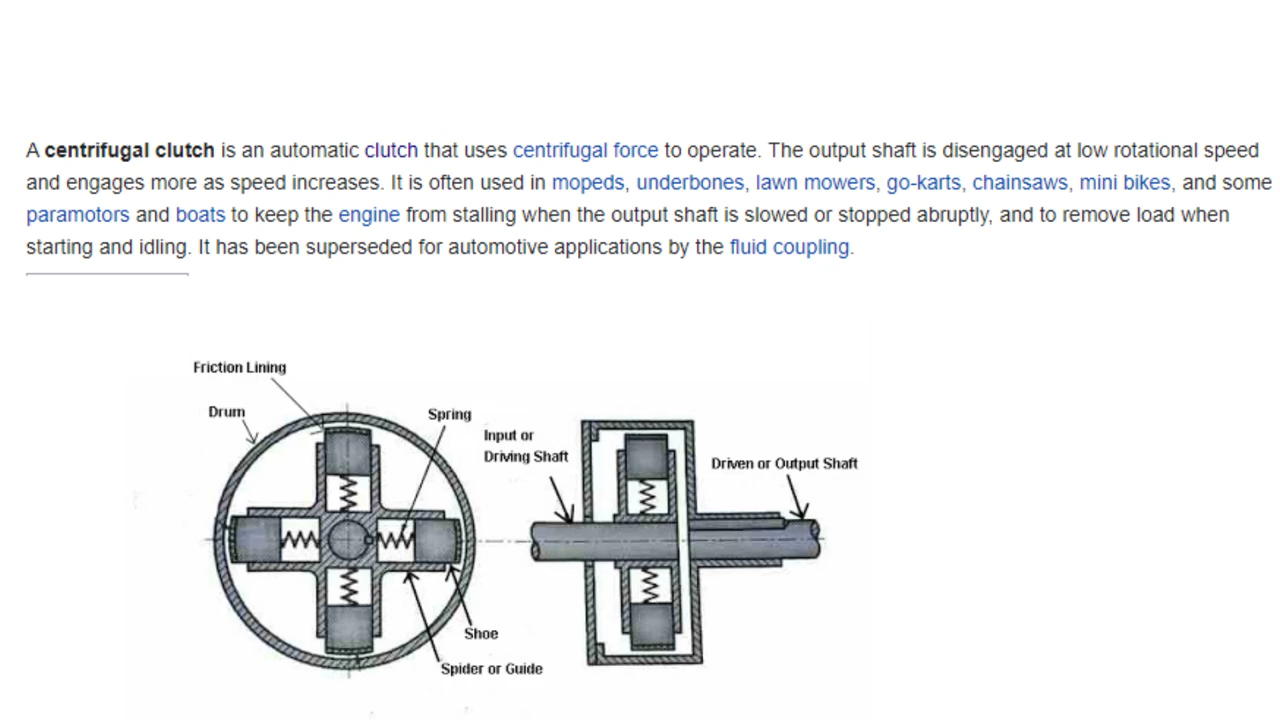 A centrifugal clutch is an automatic clutch that uses centrifugal force to operate. The output shaft is disengaged at low rotational speed
and engages more as speed increases. It is often used in mopeds, underbones, lawn mowers, go-karts, chainsaws, mini bikes, and some
paramotors and boats to keep the engine from stalling when the output shaft is slowed or stopped abruptly, and to remove load when
starting and idling. It has been superseded for automotive applications by the fluid coupling.
Friction Lining
Drum
Spring
Input or
Driving Shaft
Driven or Output Shaft
Shoe
Spider or Guide